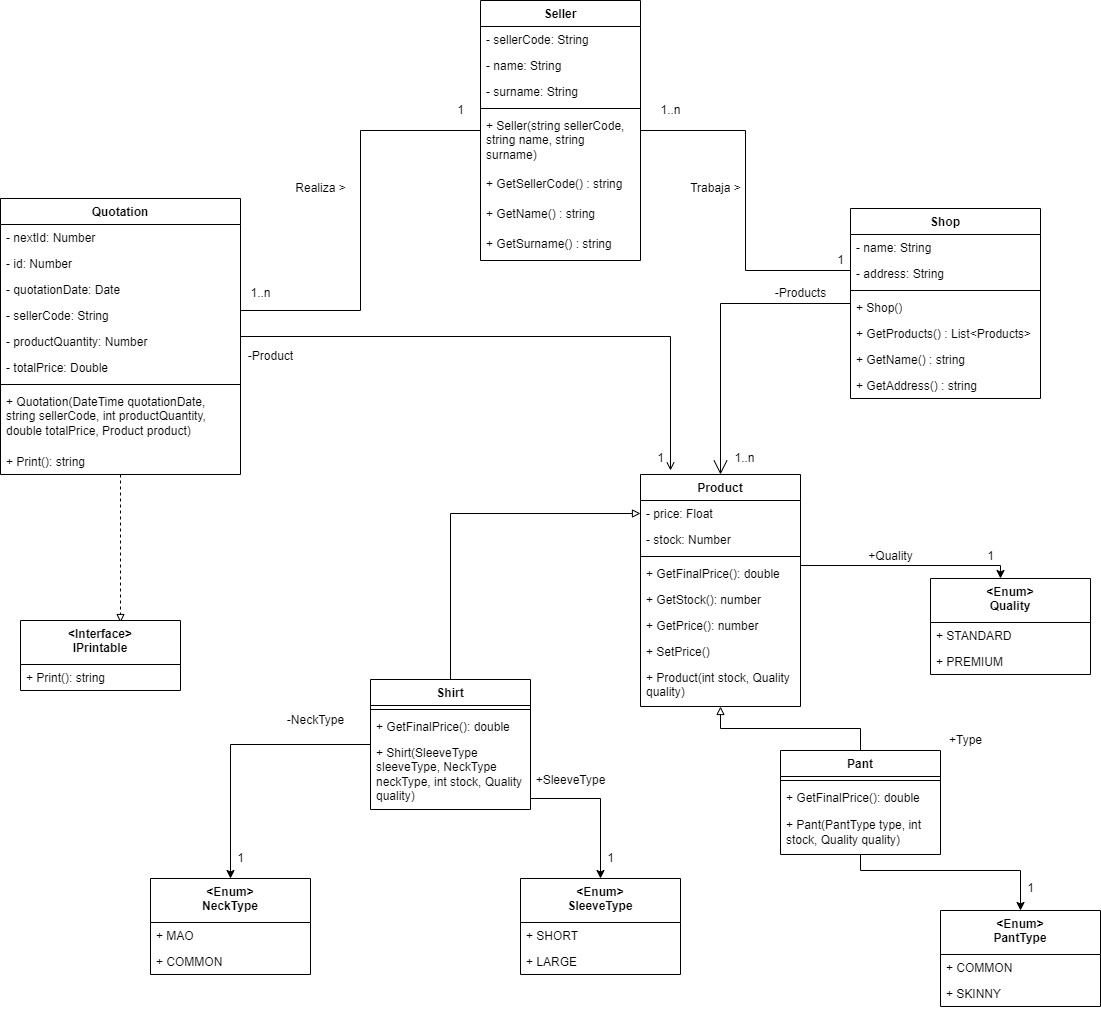 Seller
- sellerCode: String
- name: String
- surname: String
+ Seller(string sellerCode,
string name, string
surname)
+ GetSellerCode() : string
+ GetName() : string
+ GetSurname() : string
1
1..n
Realiza >
Trabaja >
Quotation
- nextId: Number
- id: Number
- quotationDate: Date
- sellerCode: String
- productQuantity: Number
- totalPrice: Double
+ Quotation(DateTime quotationDate,
string sellerCode, int productQuantity,
double totalPrice, Product product)
+ Print(): string
1..n
-Product
1
Shop
- name: String
- address: String
+ Shop()
+ GetProducts() : List<Products>
+ GetName() : string
+ GetAddress() : string
1
-Products
1..n
Product
- price: Float
- stock: Number
+ GetFinalPrice(): double
+ GetStock(): number
+ GetPrice(): number
+ SetPrice()
+ Product(int stock, Quality
quality)
+Quality
1
<Enum>
Quality
+ STANDARD
+ PREMIUM
<Interface>
IPrintable
+ Print(): string
Shirt
+ GetFinalPrice(): double
+ Shirt(SleeveType
sleeveType, NeckType
neckType, int stock, Quality
quality)
-NeckType
1
+SleeveType
1
Pant
+ GetFinalPrice(): double
+ Pant(PantType type, int
stock, Quality quality)
+Type
1
<Enum>
NeckType
+ MAO
+ COMMON
<Enum>
SleeveType
+ SHORT
+ LARGE
<Enum>
PantType
+ COMMON
+ SKINNY